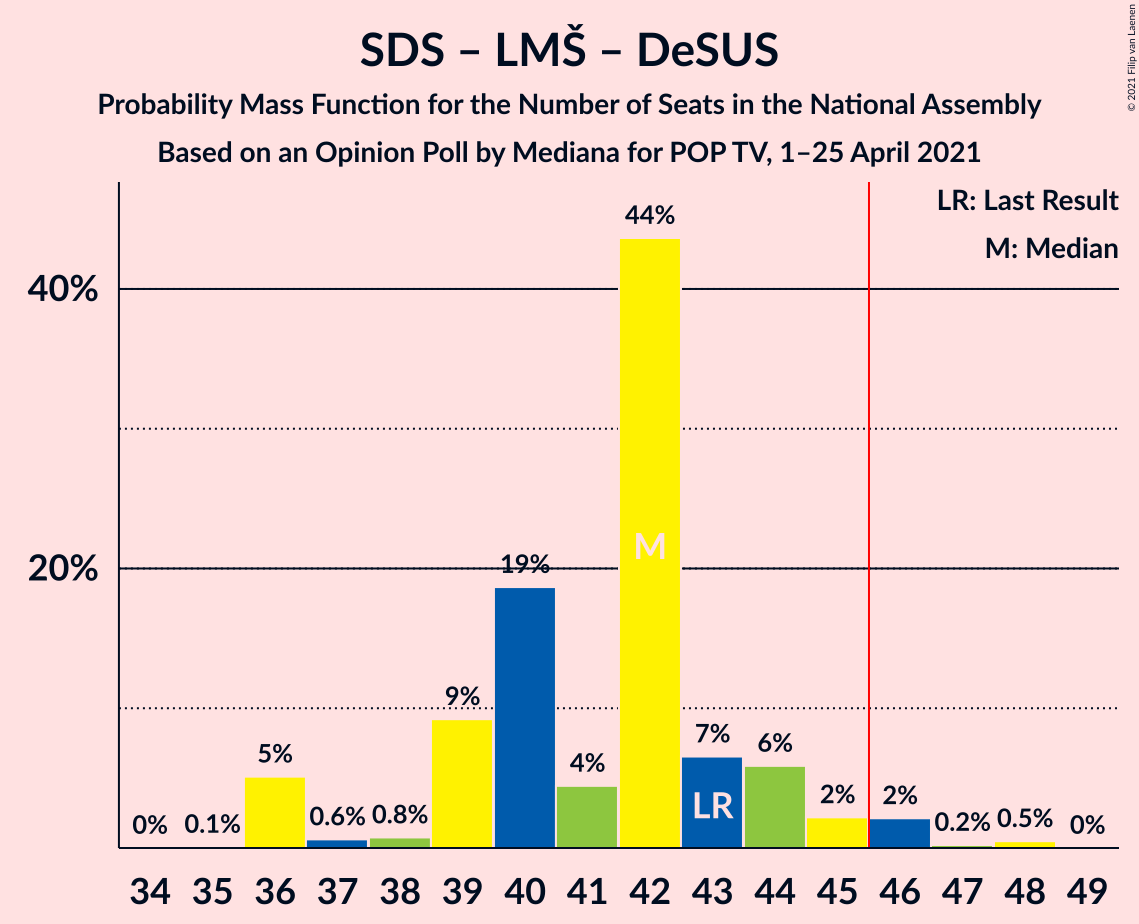 SDS – LMŠ – DeSUS
Probability Mass Function for the Number of Seats in the National Assembly
Based on an Opinion Poll by Mediana for POP TV, 1–25 April 2021
© 2021 Filip van Laenen
LR: Last Result
M: Median
40%
20%
0% 0.1% 5% 0.6% 0.8% 9% 19% 4% 44% 7% 6% 2% 2% 0.2% 0.5% 0%
M
LR
34 35 36 37 38 39 40 41 42 43 44 45 46 47 48 49